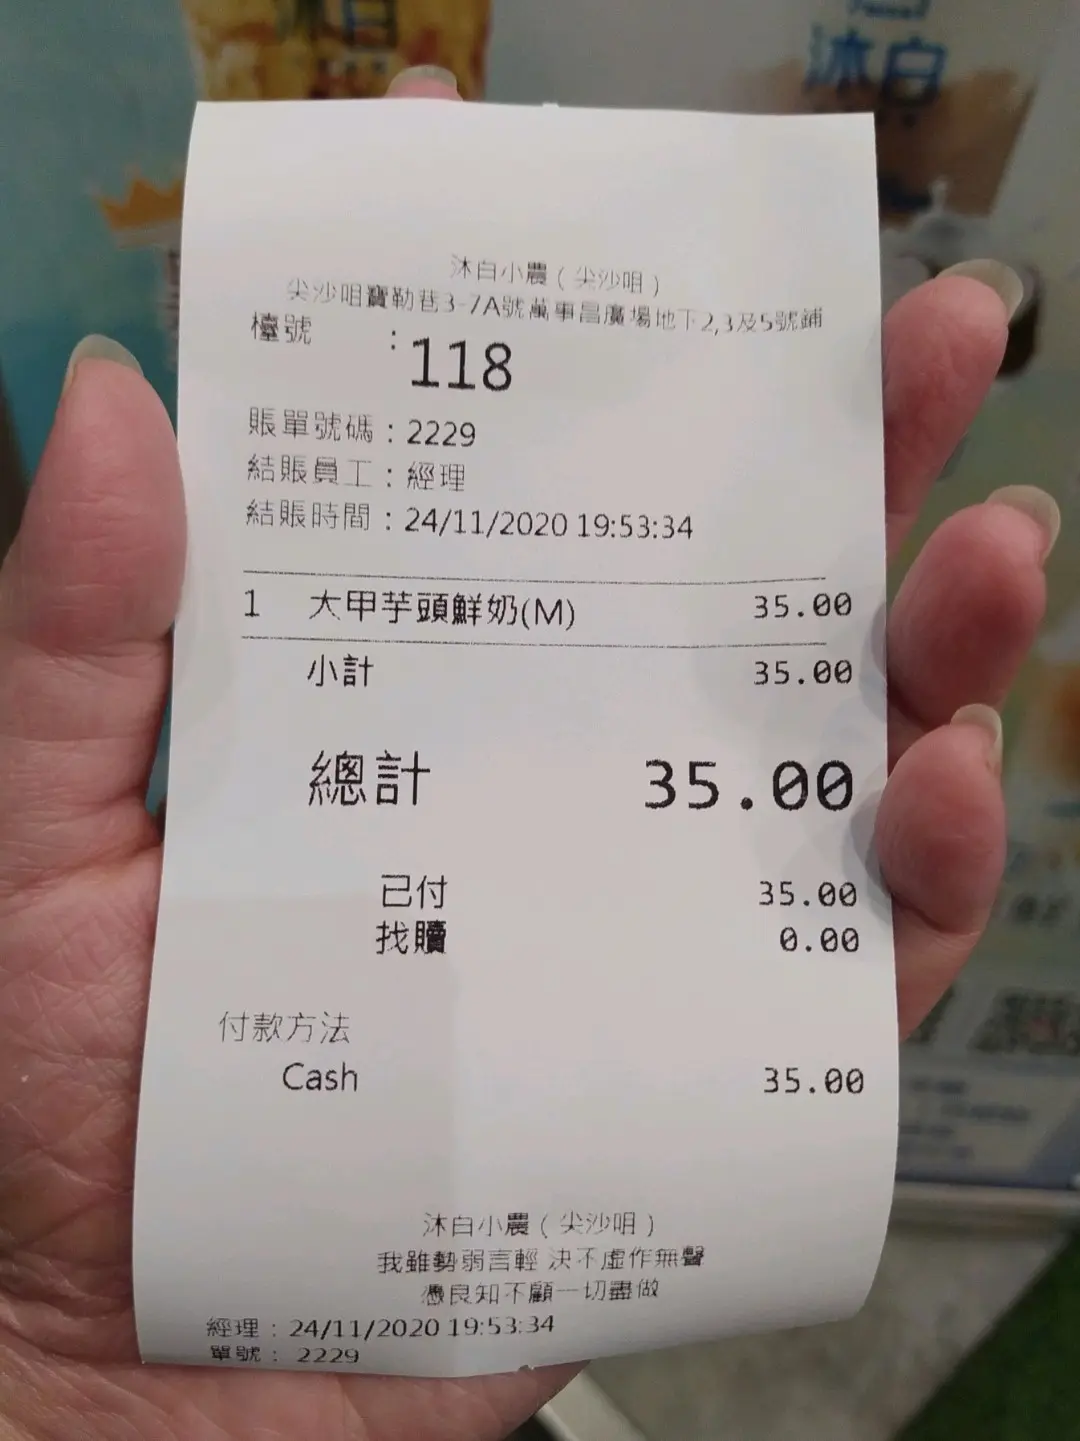 沐白
沐白
沐白小農(尖沙咀)
尖沙咀寶勒巷3-7A號萬事昌廣場地下2,3及5號鋪
檯號 : 118
賬單號碼 : 2229
結賬員工 : 經理
結賬時間 : 24/11/2020 19:53:34
1 大甲芋頭鮮奶(M) 35.00
小計 35.00
總計 35.00
已付 35.00
找贖 0.00
付款方法
Cash 35.00
沐白小農(尖沙咀)
我雖勢弱言輕 決不虛作無聲
憑良知不顧一切盡做
經理 : 24/11/2020 19:53:34
單號 : 2229